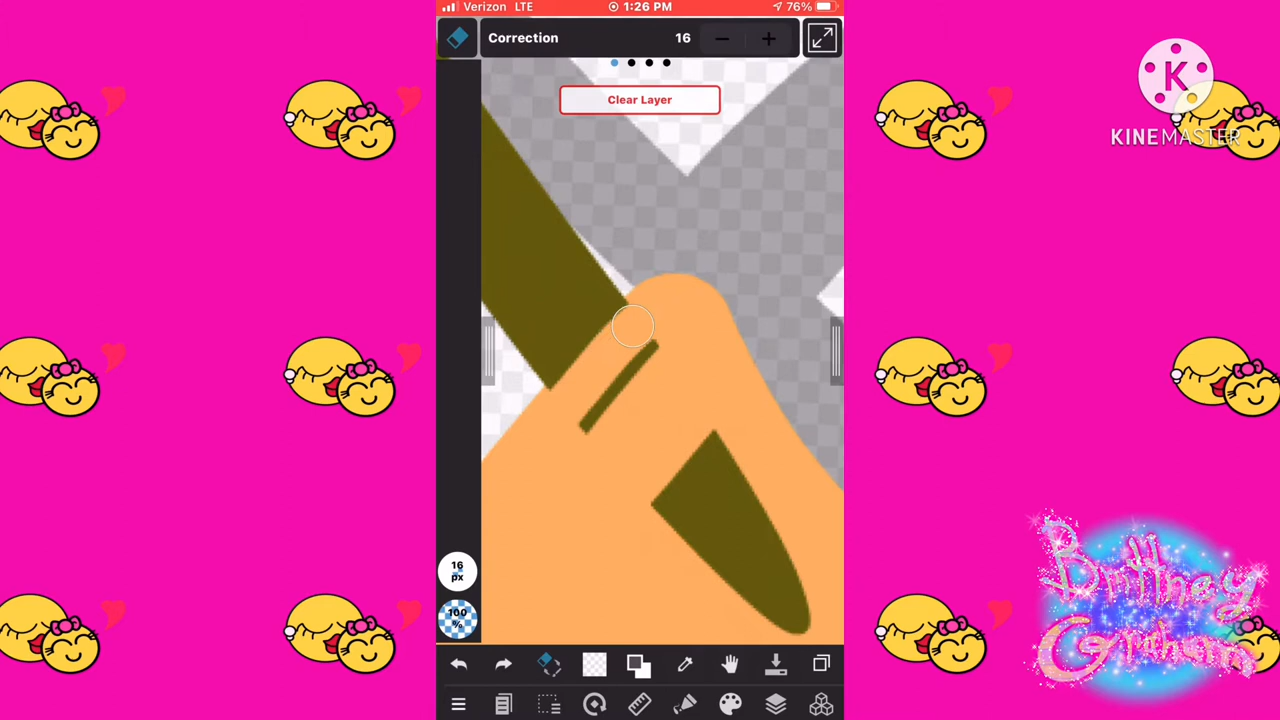 Verizon LTE 1:26 PM 76%
Correction 16
Clear Layer
16
px
100
%
K
KINEMASTER
Brittney
Graham